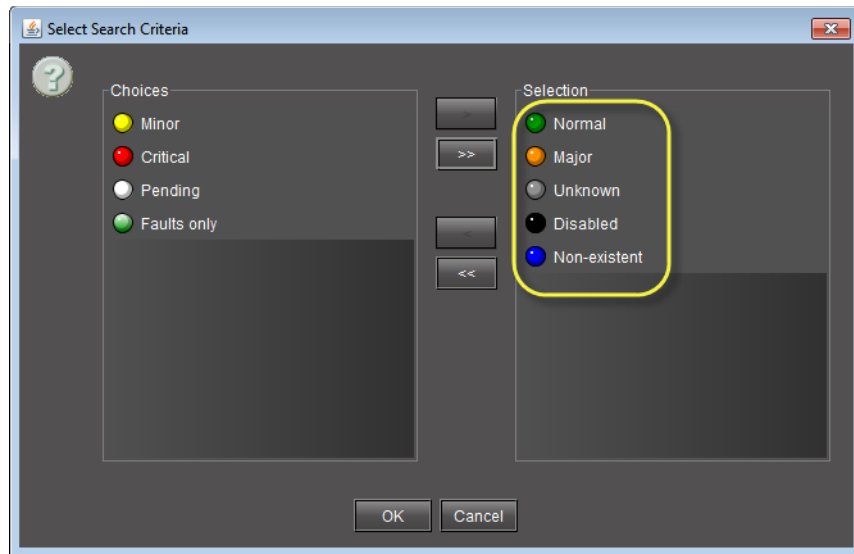 Select Search Criteria
?
Choices
Minor
Critical
Pending
Faults only
>
>>
<
<<
Selection
Normal
Major
Unknown
Disabled
Non-existent
OK
Cancel